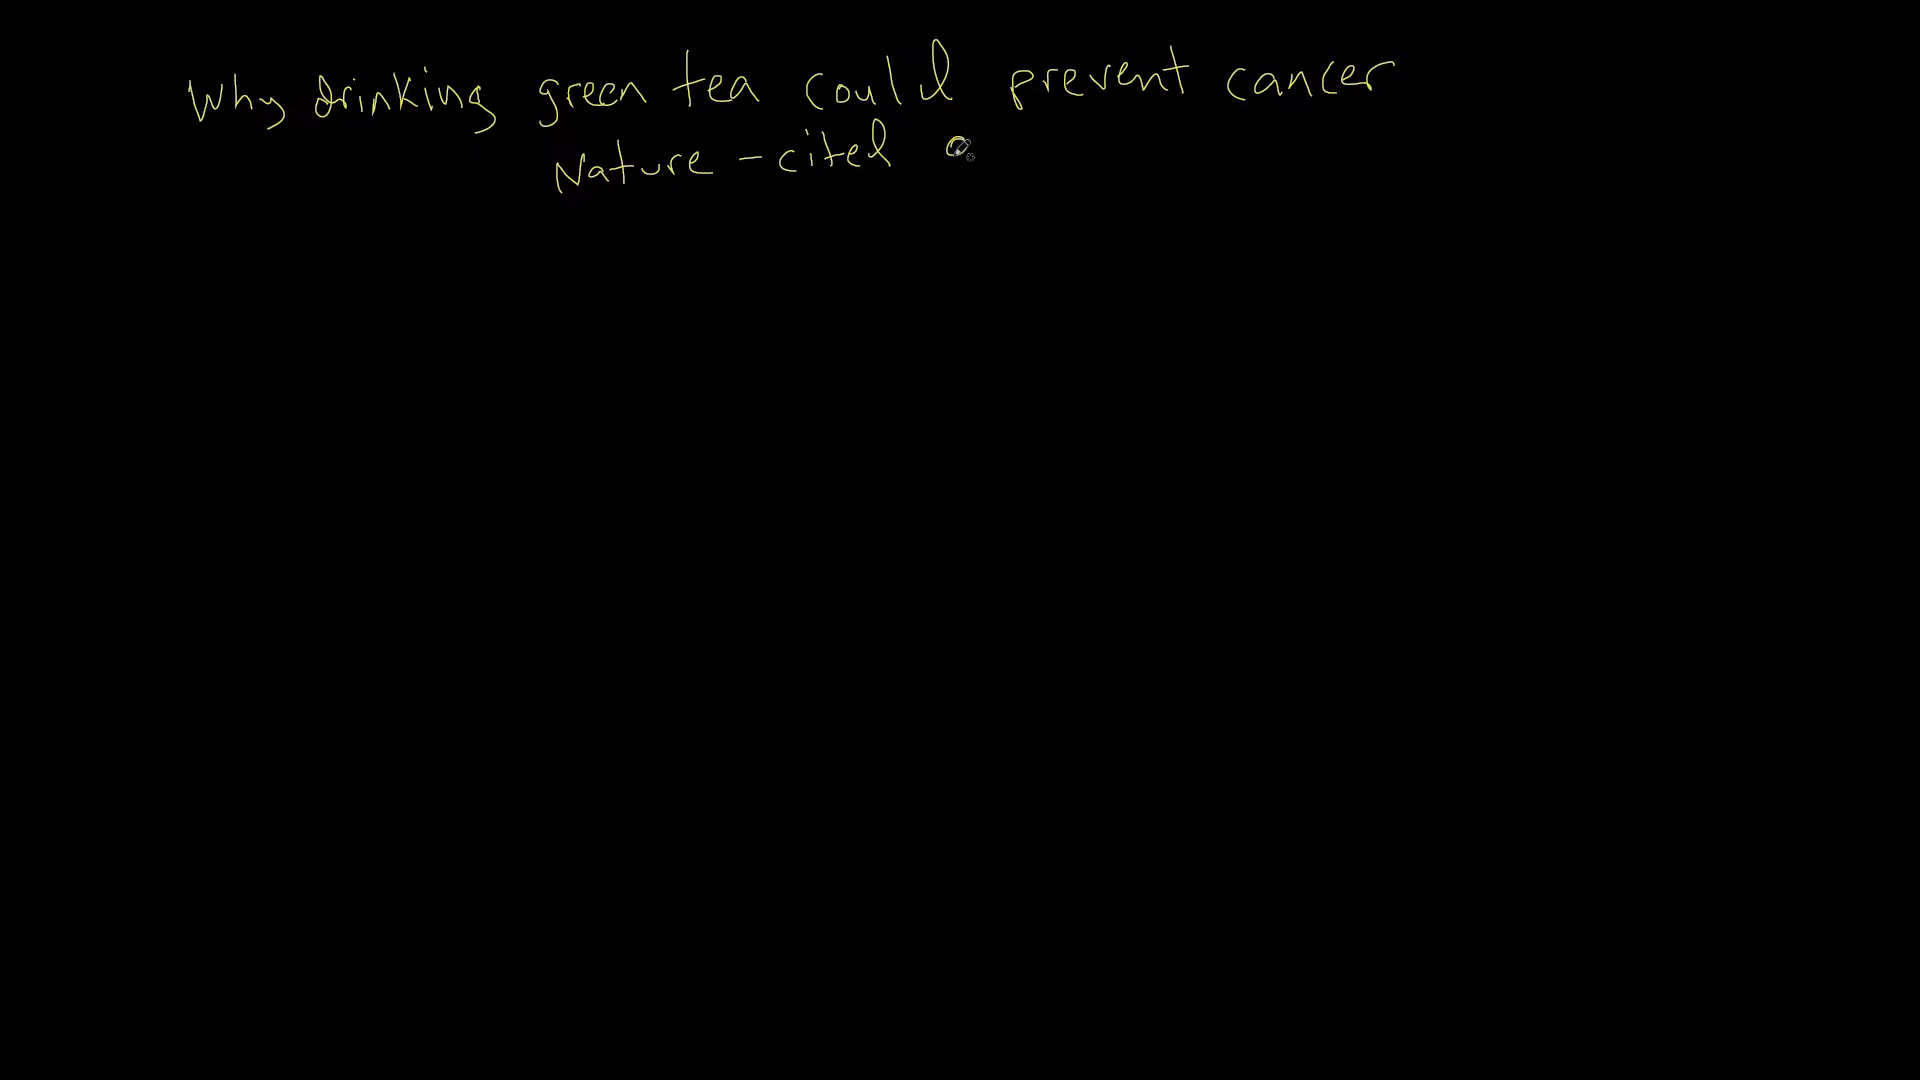 Why drinking green tea could prevent cancer
Nature - cited